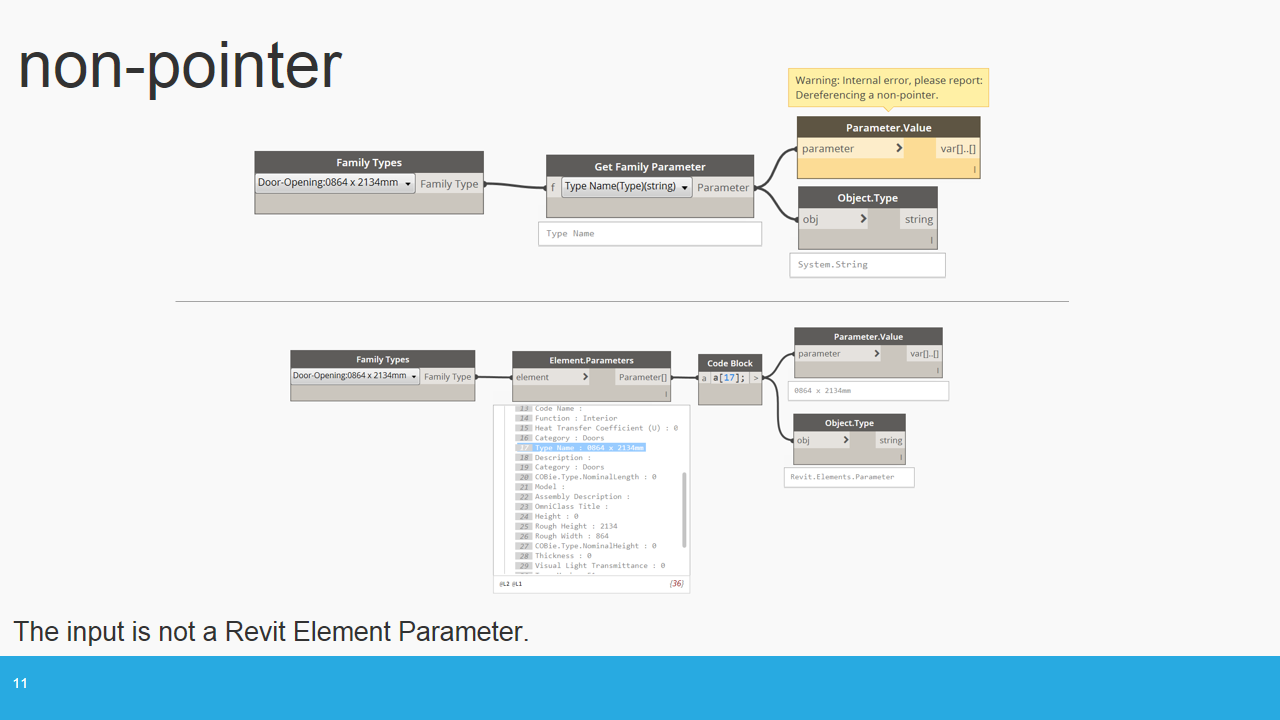 non-pointer
Warning: Internal error, please report:
Dereferencing a non-pointer.
Family Types
Door-Opening:0864 x 2134mm
Family Type
Get Family Parameter
f
Type Name(Type)(string)
Parameter
Type Name
Parameter.Value
parameter > var[]..[]
l
Object.Type
obj > string
l
System.String
Family Types
Door-Opening:0864 x 2134mm
Family Type
Element.Parameters
element > Parameter[]
l
13 Code Name :
14 Function : Interior
15 Heat Transfer Coefficient (U) : 0
16 Category : Doors
17 Type Name : 0864 x 2134mm
18 Description :
19 Category : Doors
20 COBie.Type.NominalLength : 0
21 Model :
22 Assembly Description :
23 OmniClass Title :
24 Height : 0
25 Rough Height : 2134
26 Rough Width : 864
27 COBie.Type.NominalHeight : 0
28 Thickness : 0
29 Visual Light Transmittance : 0
@L2 @L1
{36}
Code Block
a a[17]; >
Parameter.Value
parameter > var[]..[]
l
0864 x 2134mm
Object.Type
obj > string
l
Revit.Elements.Parameter
The input is not a Revit Element Parameter.
11